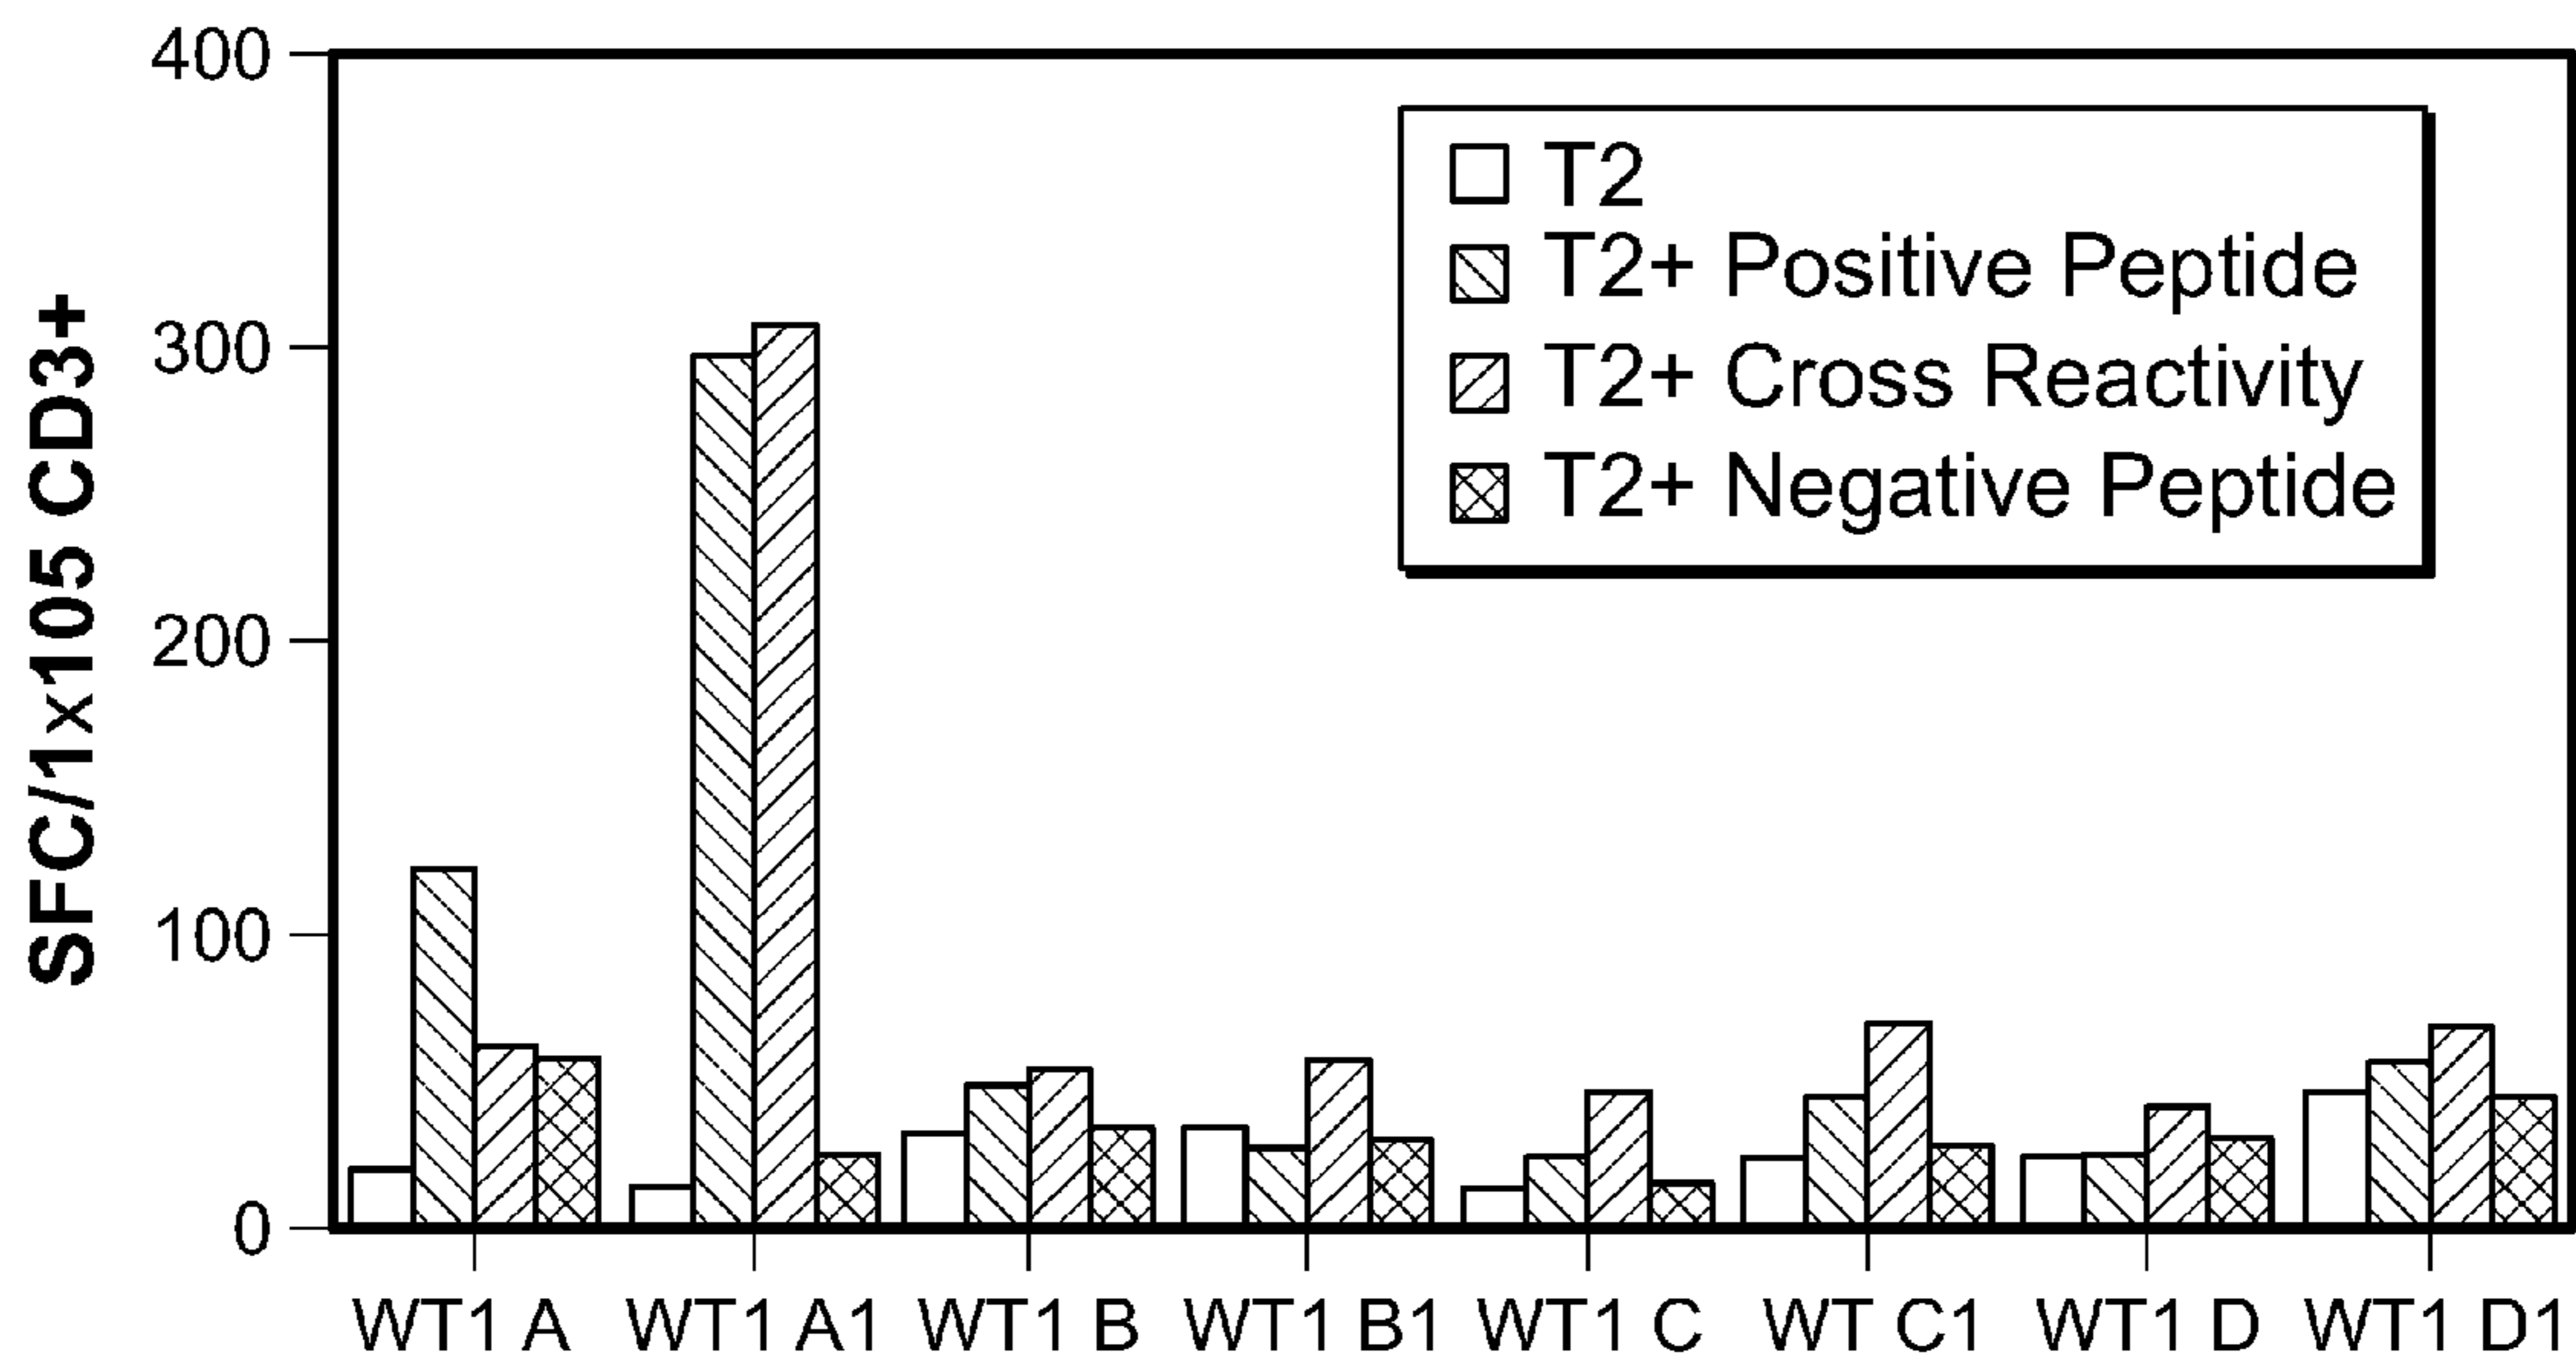 400
300
200
100
0
SFC/1x105 CD3+
T2
T2+ Positive Peptide
T2+ Cross Reactivity
T2+ Negative Peptide
WT1 A WT1 A1 WT1 B WT1 B1 WT1 C WT C1 WT1 D WT1 D1